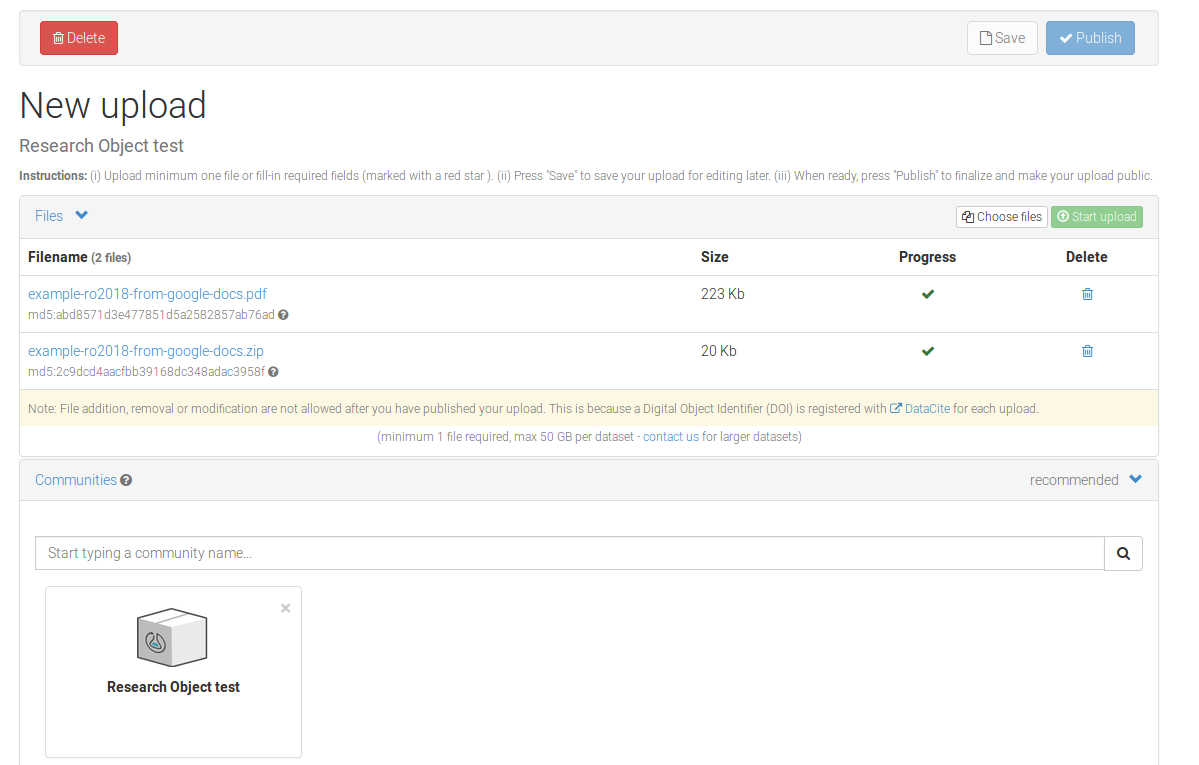 Delete
Save
Publish
New upload
Research Object test
Instructions: (i) Upload minimum one file or fill-in required fields (marked with a red star ). (ii) Press "Save" to save your upload for editing later. (iii) When ready, press "Publish" to finalize and make your upload public.
Files
Choose files
Start upload
Filename (2 files) Size Progress Delete
example-ro2018-from-google-docs.pdf 223 Kb
md5:abd8571d3e477851d5a2582857ab76ad
example-ro2018-from-google-docs.zip 20 Kb
md5:2c9dcd4aacfbb39168dc348adac3958f
Note: File addition, removal or modification are not allowed after you have published your upload. This is because a Digital Object Identifier (DOI) is registered with DataCite for each upload.
(minimum 1 file required, max 50 GB per dataset - contact us for larger datasets)
Communities recommended
Start typing a community name...
Research Object test